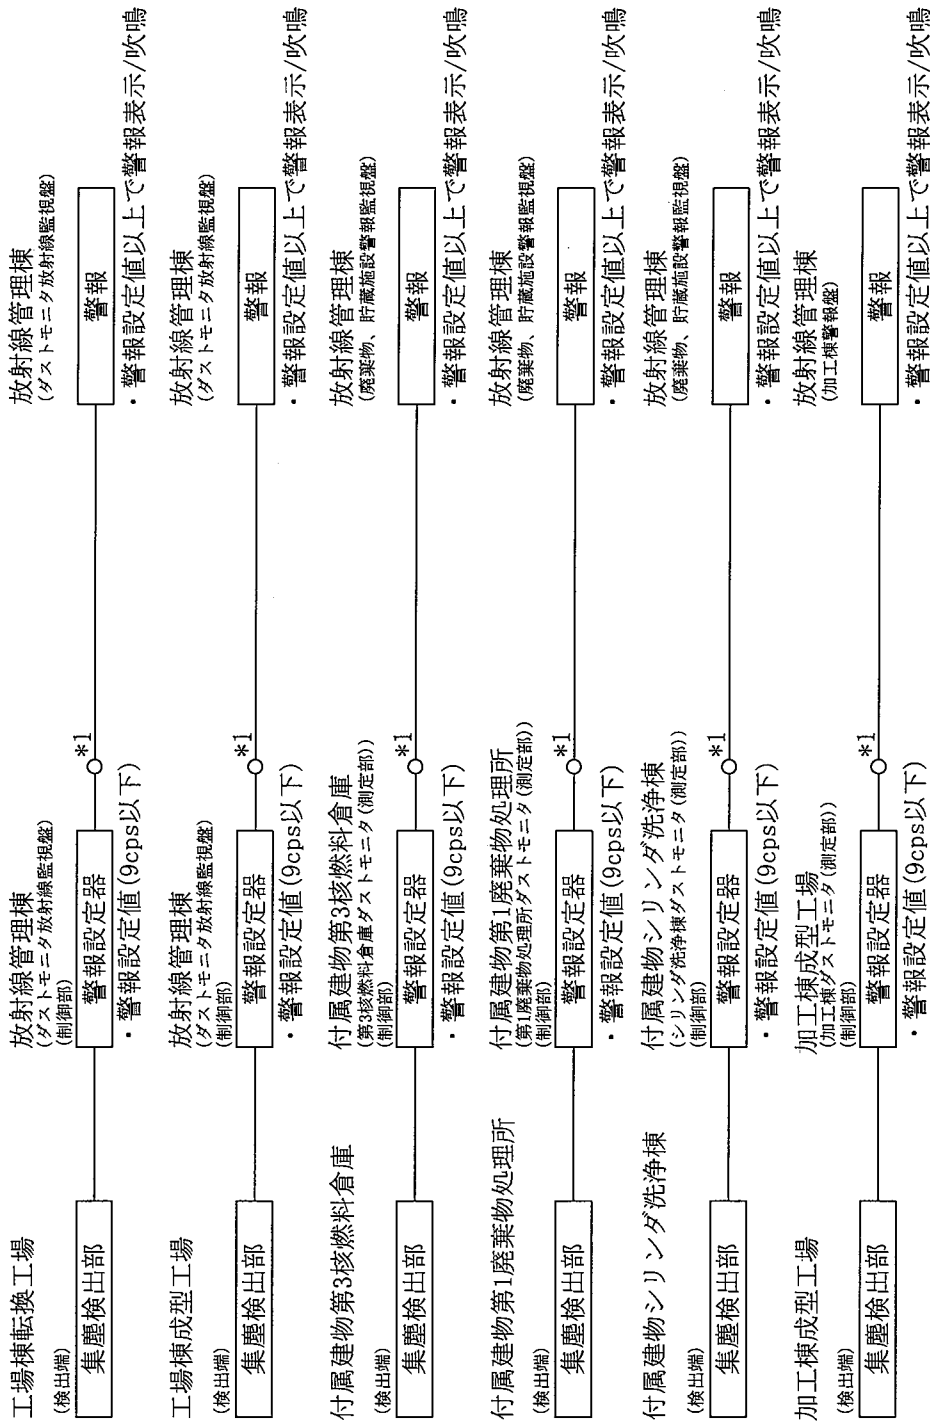 工場棟転換工場
(検出端)
集塵検出部
放射線管理棟
(ダストモニタ放射線監視盤)
(制御部)
警報設定器
・警報設定値(9cps以下)
*1
放射線管理棟
(ダストモニタ放射線監視盤)
警報
・警報設定値以上で警報表示/吹鳴
工場棟成型工場
(検出端)
集塵検出部
放射線管理棟
(ダストモニタ放射線監視盤)
(制御部)
警報設定器
・警報設定値(9cps以下)
*1
放射線管理棟
(ダストモニタ放射線監視盤)
警報
・警報設定値以上で警報表示/吹鳴
付属建物第3核燃料倉庫
(検出端)
集塵検出部
付属建物第3核燃料倉庫
(第3核燃料倉庫ダストモニタ(測定部))
(制御部)
警報設定器
・警報設定値(9cps以下)
*1
放射線管理棟
(廃棄物、貯蔵施設警報監視盤)
警報
・警報設定値以上で警報表示/吹鳴
付属建物第1廃棄物処理所
(検出端)
集塵検出部
付属建物第1廃棄物処理所
(第1廃棄物処理所ダストモニタ(測定部))
(制御部)
警報設定器
・警報設定値(9cps以下)
*1
放射線管理棟
(廃棄物、貯蔵施設警報監視盤)
警報
・警報設定値以上で警報表示/吹鳴
付属建物シリンダ洗浄棟
(検出端)
集塵検出部
付属建物シリンダ洗浄棟
(シリンダ洗浄棟ダストモニタ(測定部))
(制御部)
警報設定器
・警報設定値(9cps以下)
*1
放射線管理棟
(廃棄物、貯蔵施設警報監視盤)
警報
・警報設定値以上で警報表示/吹鳴
加工棟成型工場
(検出端)
集塵検出部
加工棟成型工場
(加工棟ダストモニタ(測定部)
(制御部)
警報設定器
・警報設定値(9cps以下)
*1
放射線管理棟
(加工棟警報盤)
警報
・警報設定値以上で警報表示/吹鳴